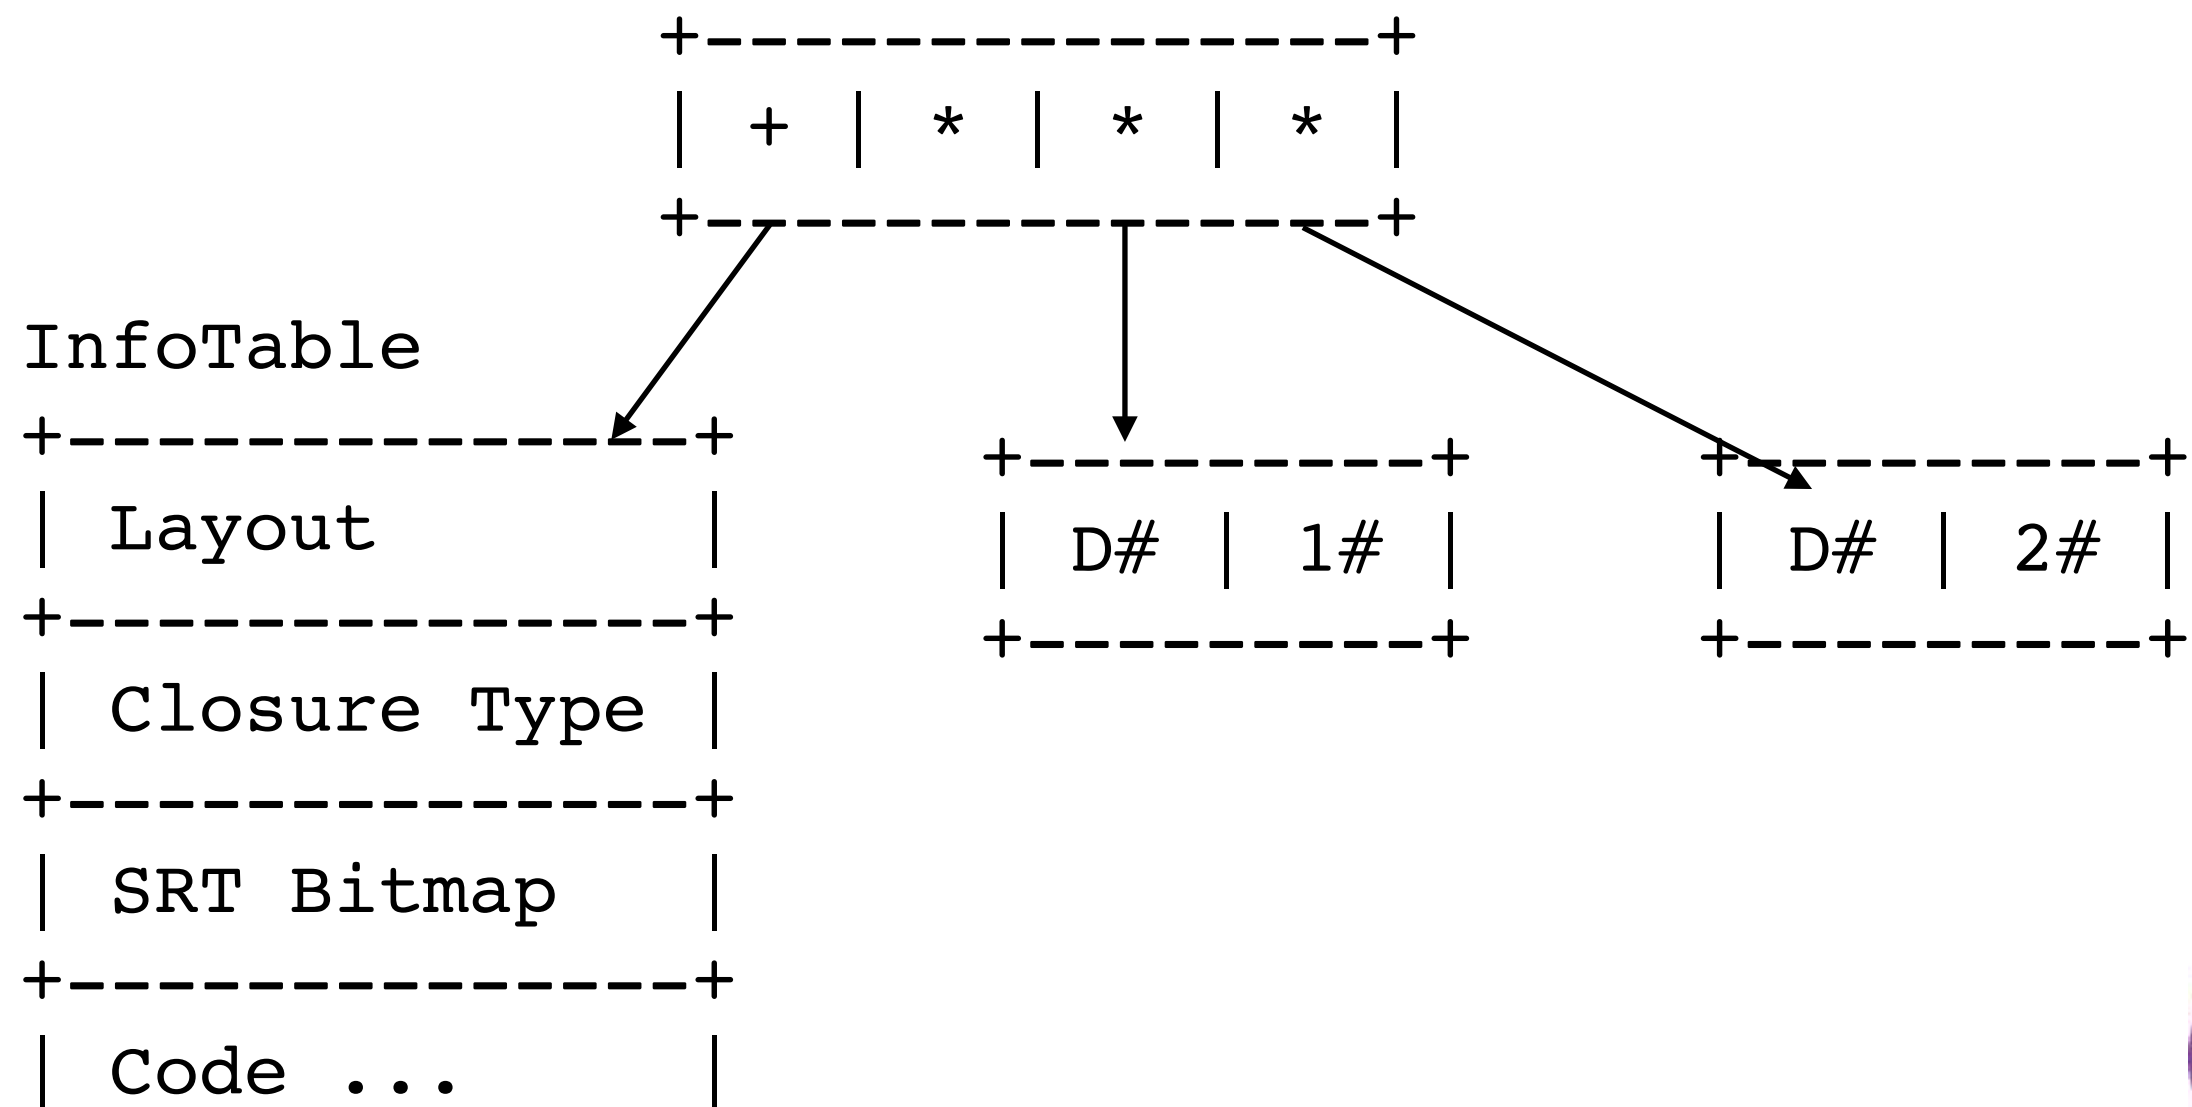 +---------------+
| + | * | * | * |
+---------------+
InfoTable
+--------------+
| Layout       |
+--------------+
| Closure Type |
+--------------+
| SRT Bitmap   |
+--------------+
| Code ...     |
+---------+
| D# | 1# |
+---------+
+---------+
| D# | 2# |
+---------+